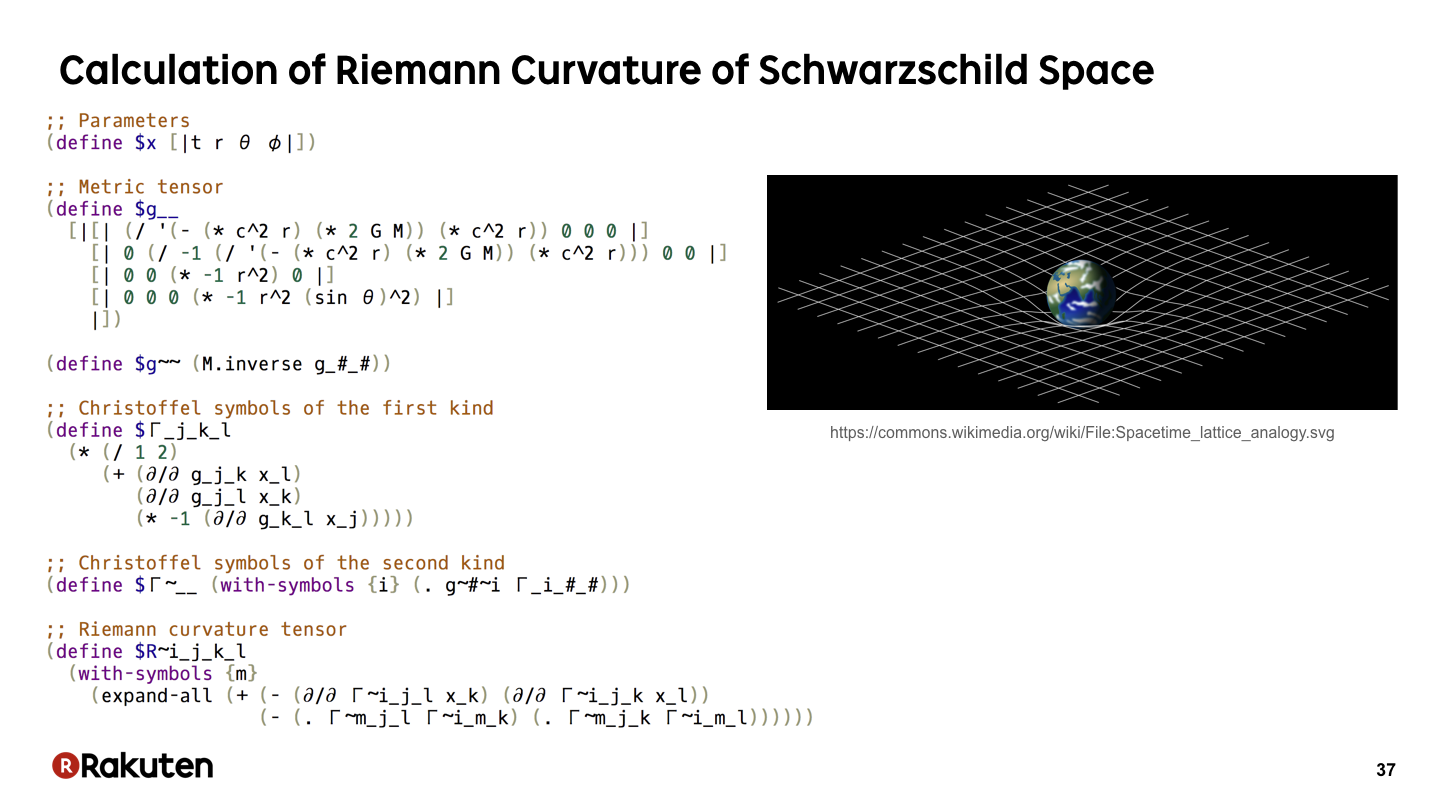 Calculation of Riemann Curvature of Schwarzschild Space
;; Parameters
(define $x [|t r θ ϕ|])
;; Metric tensor
(define $g__
[|[| (/ '(- (* c^2 r) (* 2 G M)) (* c^2 r)) 0 0 0 |]
[| 0 (/ -1 (/ '(- (* c^2 r) (* 2 G M)) (* c^2 r))) 0 0 |]
[| 0 0 (* -1 r^2) 0 |]
[| 0 0 0 (* -1 r^2 (sin θ)^2) |]
|])
(define $g~~ (M.inverse g_#_#))
;; Christoffel symbols of the first kind
(define $Γ_j_k_l
(* (/ 1 2)
(+ (∂/∂ g_j_k x_l)
(∂/∂ g_j_l x_k)
(* -1 (∂/∂ g_k_l x_j)))))
;; Christoffel symbols of the second kind
(define $Γ~__ (with-symbols {i} (. g~#~i Γ_i_#_#)))
;; Riemann curvature tensor
(define $R~i_j_k_l
(with-symbols {m}
(expand-all (+ (- (∂/∂ Γ~i_j_l x_k) (∂/∂ Γ~i_j_k x_l))
(- (. Γ~m_j_l Γ~i_m_k) (. Γ~m_j_k Γ~i_m_l))))))
https://commons.wikimedia.org/wiki/File:Spacetime_lattice_analogy.svg
R Rakuten
37